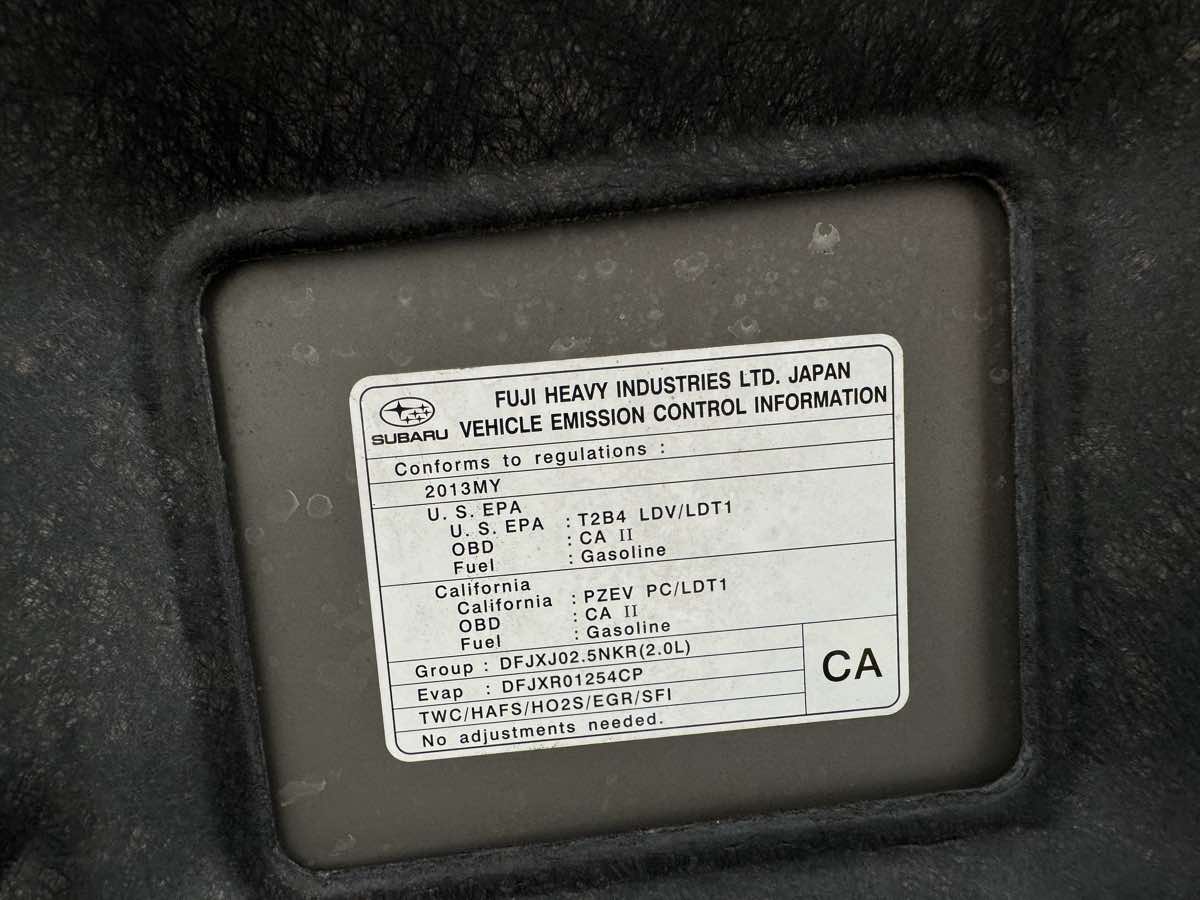 SUBARU
FUJI HEAVY INDUSTRIES LTD. JAPAN
VEHICLE EMISSION CONTROL INFORMATION
Conforms to regulations :
2013MY
U. S. EPA
U. S. EPA : T2B4 LDV/LDT1
OBD : CA II
Fuel : Gasoline
California
California : PZEV PC/LDT1
OBD : CA II
Fuel : Gasoline
Group : DFJXJ02.5NKR(2.0L)
Evap : DFJXR01254CP
TWC/HAFS/HO2S/EGR/SFI
No adjustments needed.
CA